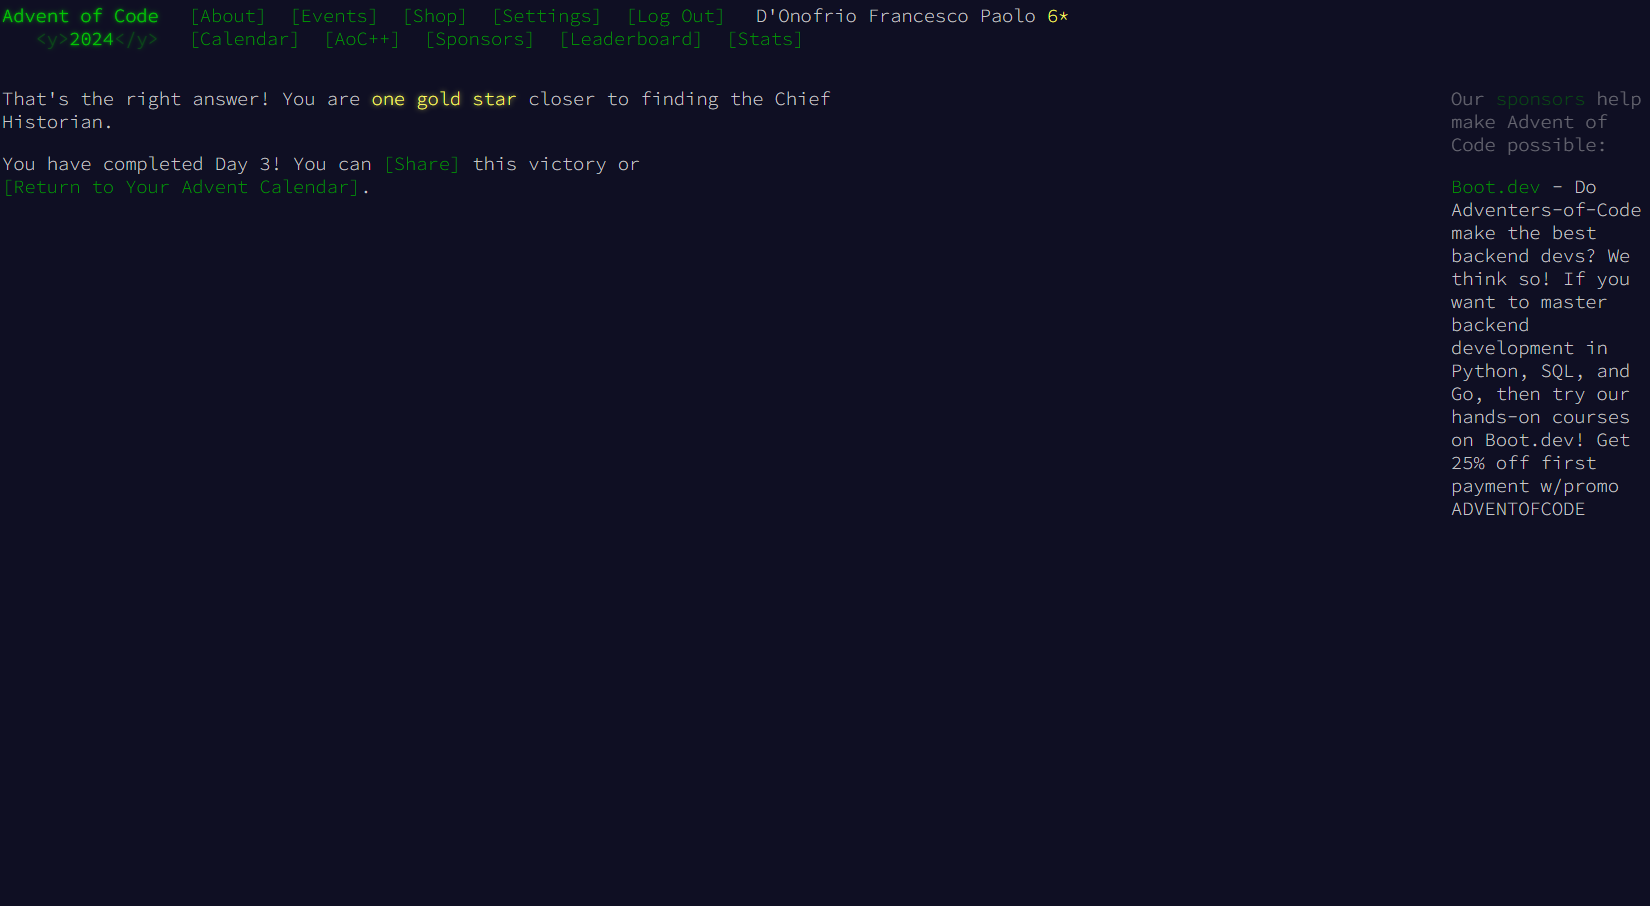 Advent of Code [About] [Events] [Shop] [Settings] [Log Out] D'Onofrio Francesco Paolo 6*
<y>2024</y> [Calendar] [AoC++] [Sponsors] [Leaderboard] [Stats]
That's the right answer! You are one gold star closer to finding the Chief
Historian.
You have completed Day 3! You can [Share] this victory or
[Return to Your Advent Calendar].
Our sponsors help
make Advent of
Code possible:
Boot.dev - Do
Adventers-of-Code
make the best
backend devs? We
think so! If you
want to master
backend
development in
Python, SQL, and
Go, then try our
hands-on courses
on Boot.dev! Get
25% off first
payment w/promo
ADVENTOFCODE